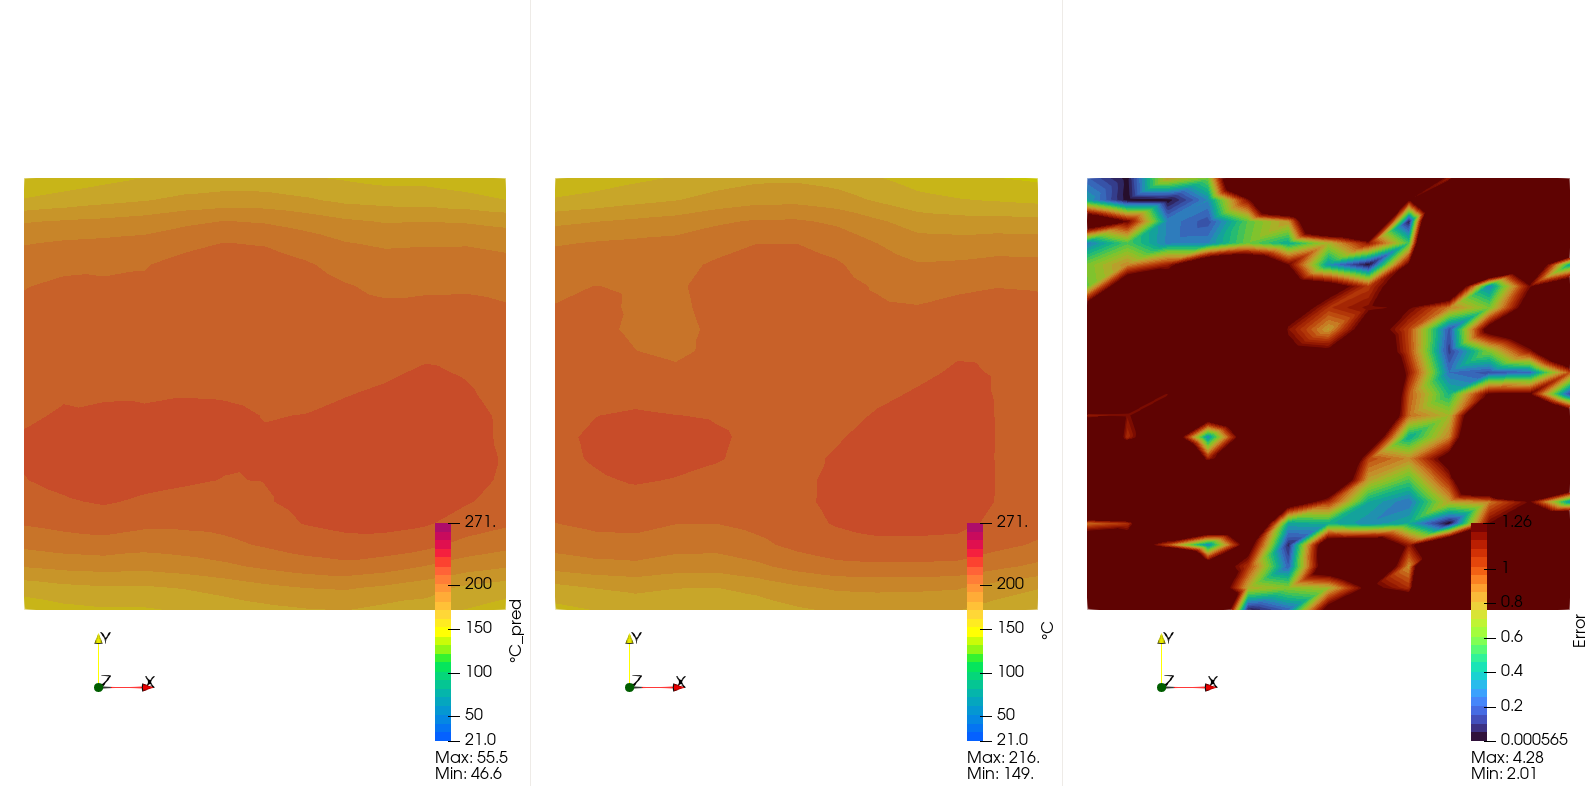 271.
200
150
100
50
21.0
°C_pred
Max: 55.5
Min: 46.6
Y
Z
X
271.
200
150
100
50
21.0
°C
Max: 216.
Min: 149.
Y
Z
X
1.26
1
0.8
0.6
0.4
0.2
0.000565
Error
Max: 4.28
Min: 2.01
Y
Z
X